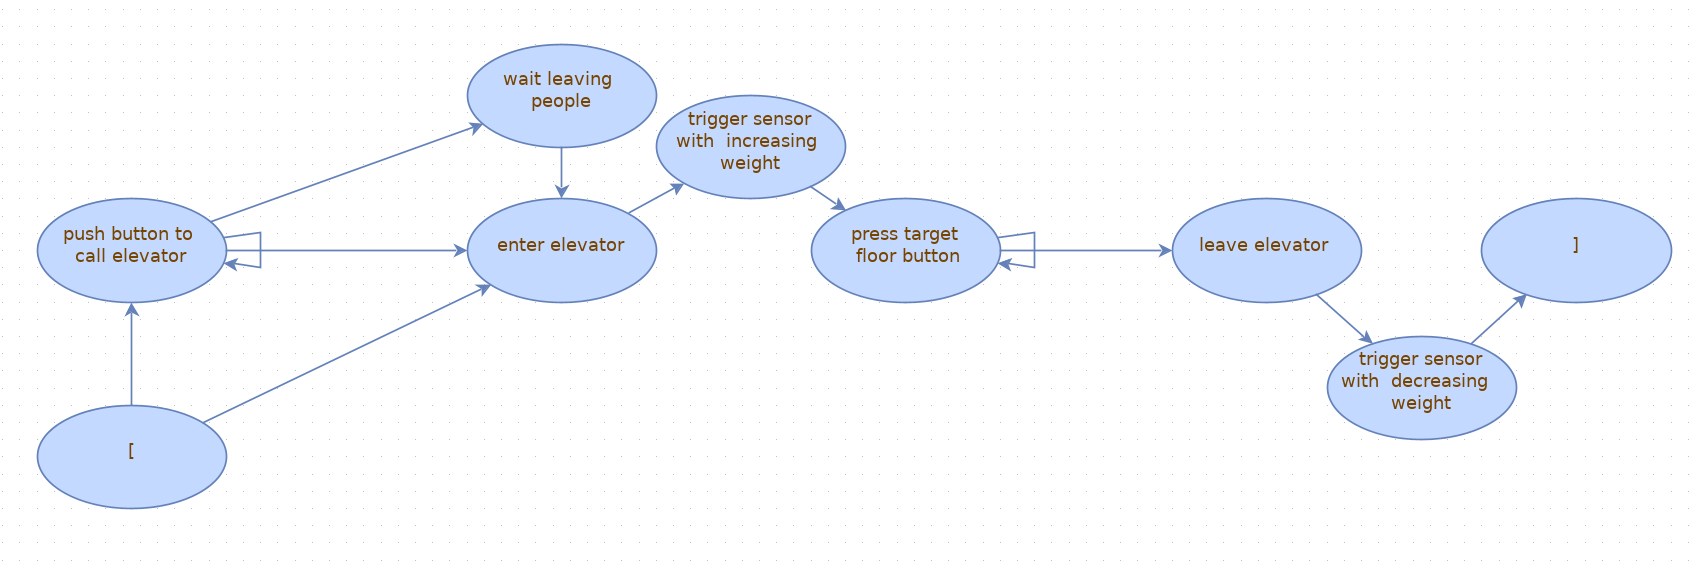 wait leaving
people
trigger sensor
with  increasing
weight
push button to
call elevator
enter elevator
press target
floor button
leave elevator
]
trigger sensor
with  decreasing
weight
[